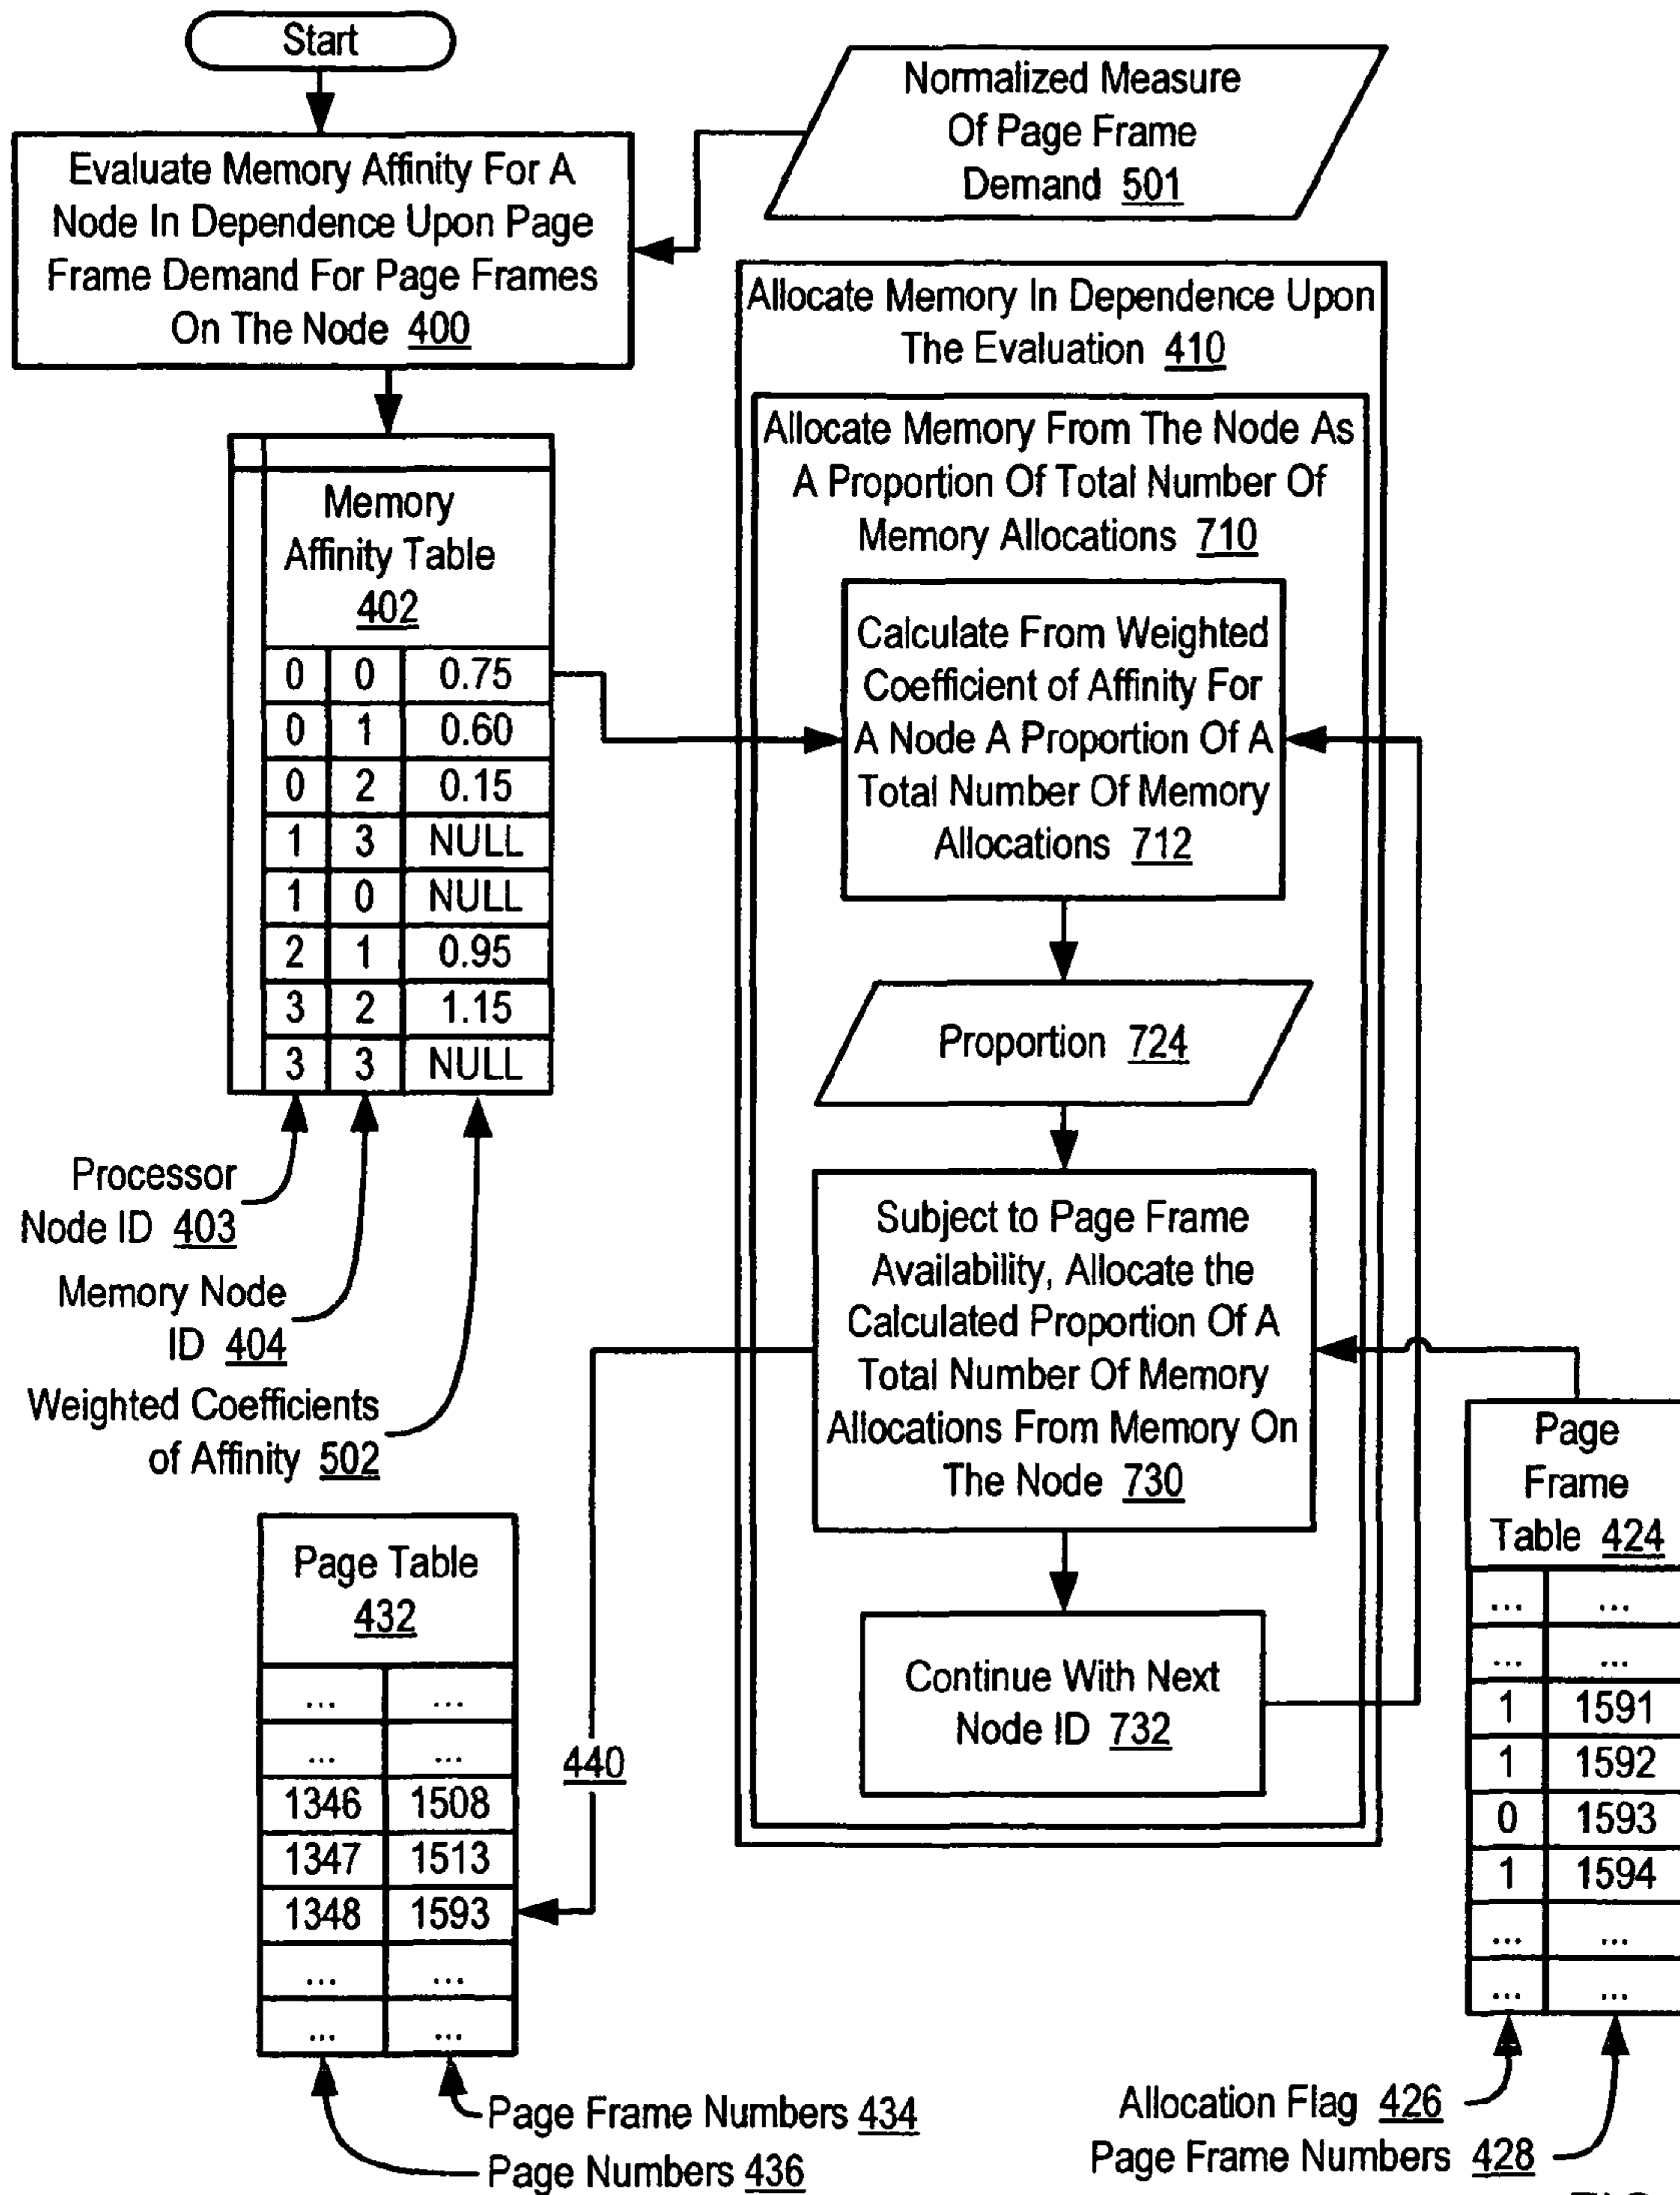 Start
Normalized Measure
Of Page Frame
Demand 501
Evaluate Memory Affinity For A
Node In Dependence Upon Page
Frame Demand For Page Frames
On The Node 400
Allocate Memory In Dependence Upon
The Evaluation 410
Allocate Memory From The Node As
A Proportion Of Total Number Of
Memory Allocations 710
Memory
Affinity Table
402
0 0 0.75
0 1 0.60
0 2 0.15
1 3 NULL
1 0 NULL
2 1 0.95
3 2 1.15
3 3 NULL
Processor
Node ID 403
Memory Node
ID 404
Weighted Coefficients
of Affinity 502
Calculate From Weighted
Coefficient of Affinity For
A Node A Proportion Of A
Total Number Of Memory
Allocations 712
Proportion 724
Subject to Page Frame
Availability, Allocate the
Calculated Proportion Of A
Total Number Of Memory
Allocations From Memory On
The Node 730
Continue With Next
Node ID 732
440
Page Table
432
... ...
... ...
1346 1508
1347 1513
1348 1593
... ...
... ...
Page Frame Numbers 434
Page Numbers 436
Page
Frame
Table 424
... ...
... ...
1 1591
1 1592
0 1593
1 1594
... ...
... ...
Allocation Flag 426
Page Frame Numbers 428